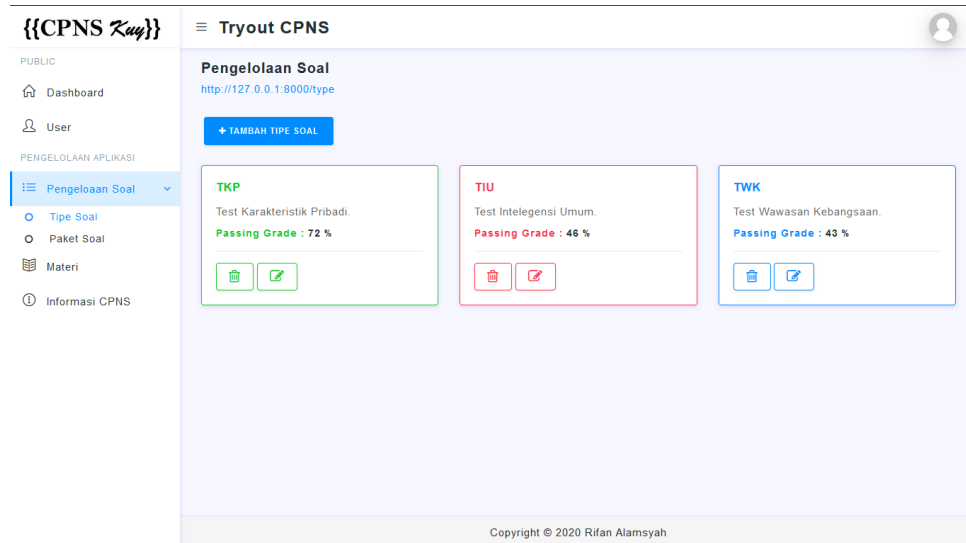 {{CPNS Kuy}}
Tryout CPNS
PUBLIC
Dashboard
User
PENGELOLAAN APLIKASI
Pengeloaan Soal
Tipe Soal
Paket Soal
Materi
Informasi CPNS
Pengelolaan Soal
http://127.0.0.1:8000/type
+ TAMBAH TIPE SOAL
TKP
Test Karakteristik Pribadi.
Passing Grade : 72 %
TIU
Test Intelegensi Umum.
Passing Grade : 46 %
TWK
Test Wawasan Kebangsaan.
Passing Grade : 43 %
Copyright © 2020 Rifan Alamsyah